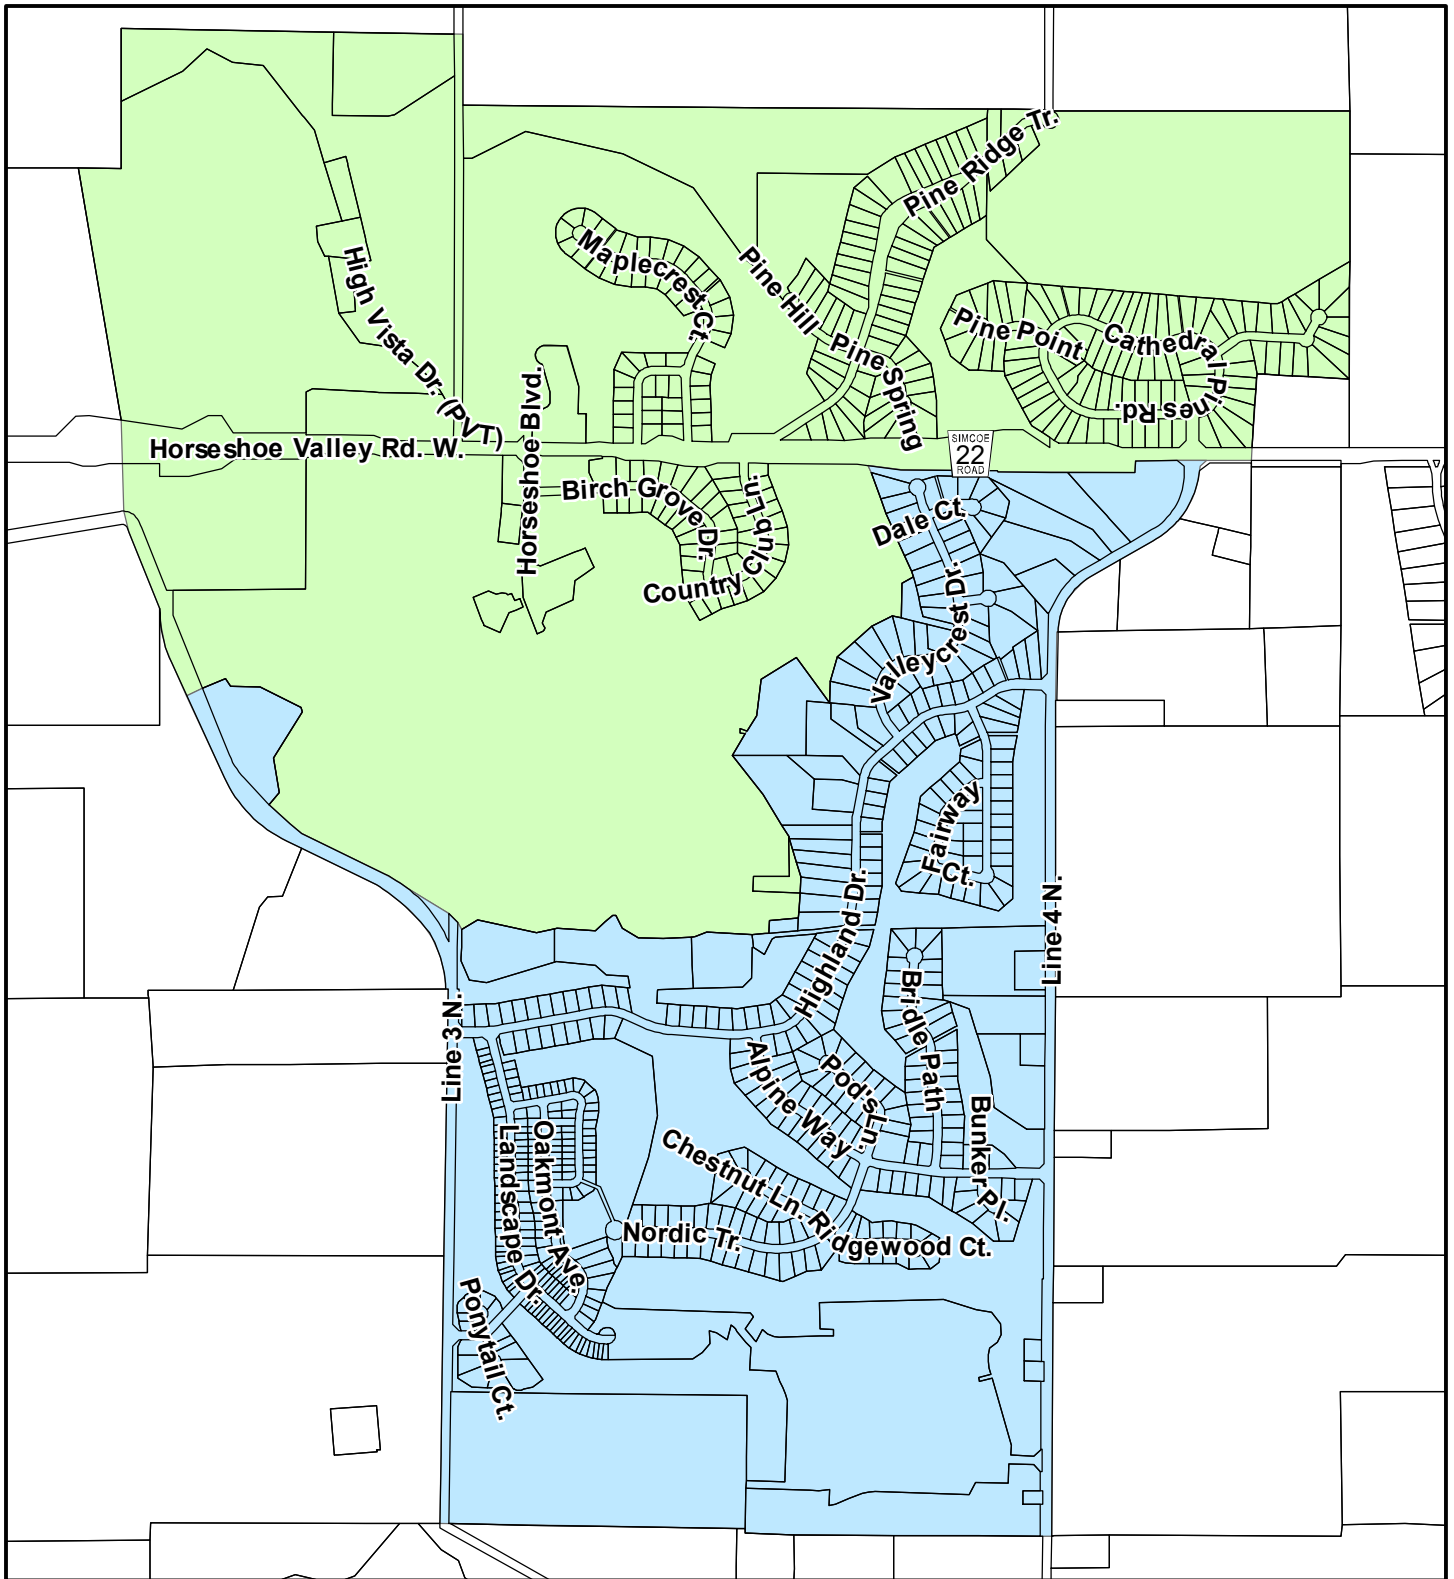 Pine Ridge Tr.
Maplecrest Ct.
High Vista Dr. (PVT)
Pine Hill
Pine Spring
Pine Point
Cathedral Pines Rd.
Horseshoe Blvd.
Horseshoe Valley Rd. W.
SIMCOE
22
ROAD
Birch Grove Dr.
Country Club Ln.
Dale Ct.
Valleycrest Dr.
Fairway
Ct.
Highland Dr.
Line 4 N.
Line 3 N.
Bridle Path
Alpine Way
Pod's Ln.
Bunker Pl.
Chestnut Ln.
Oakmont Ave.
Landscape Dr.
Nordic Tr.
Ridgewood Ct.
Ponytail Ct.